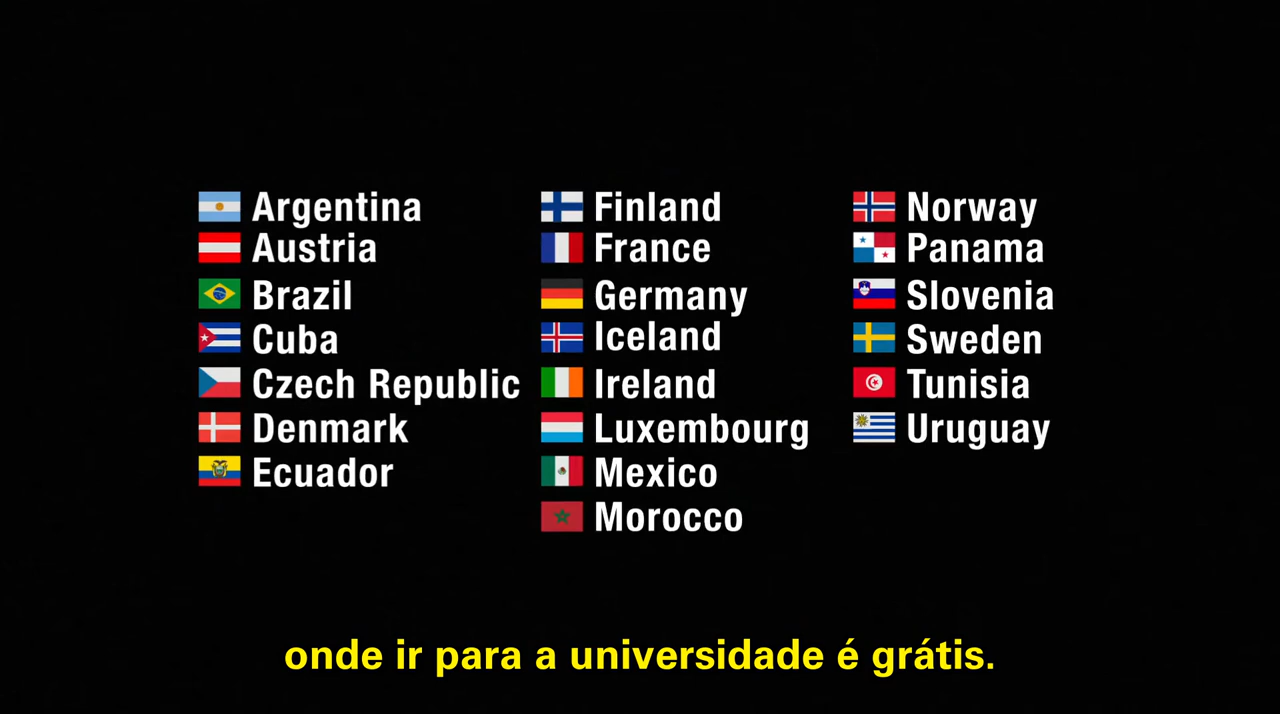 Argentina
Austria
Brazil
Cuba
Czech Republic
Denmark
Ecuador
Finland
France
Germany
Iceland
Ireland
Luxembourg
Mexico
Morocco
Norway
Panama
Slovenia
Sweden
Tunisia
Uruguay
onde ir para a universidade é grátis.